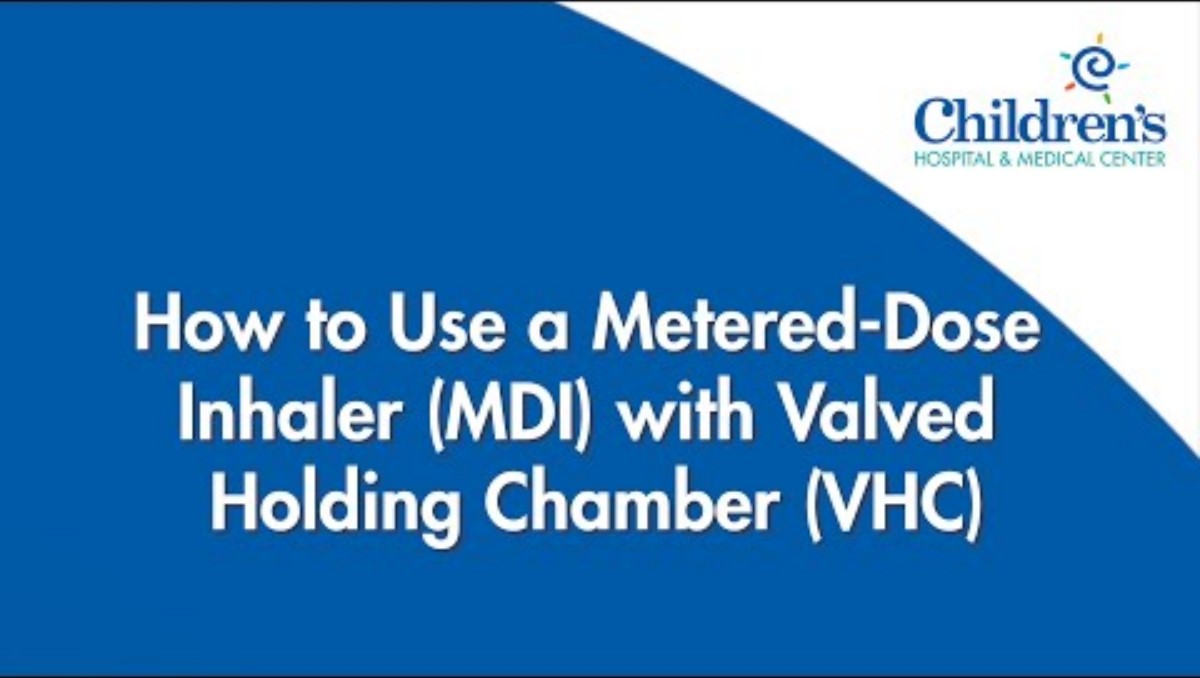 Children's
HOSPITAL & MEDICAL CENTER
How to Use a Metered-Dose
Inhaler (MDI) with Valved
Holding Chamber (VHC)